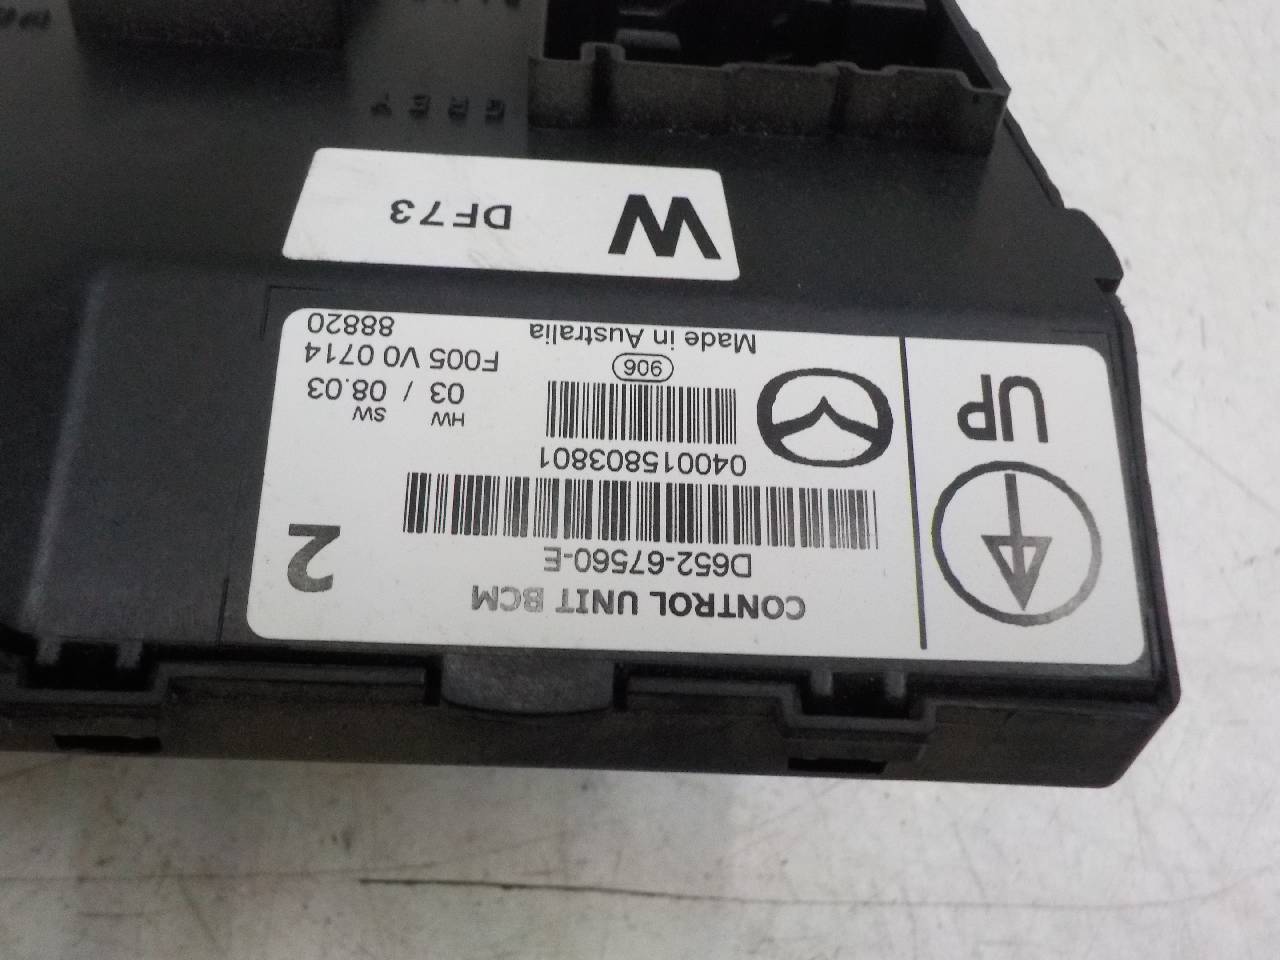 UP
CONTROL UNIT BCM
D652-67560-E
2
040015803801
HW SW
03 / 08.03
906
F005 V0 0714
Made in Australia
88820
W DF73